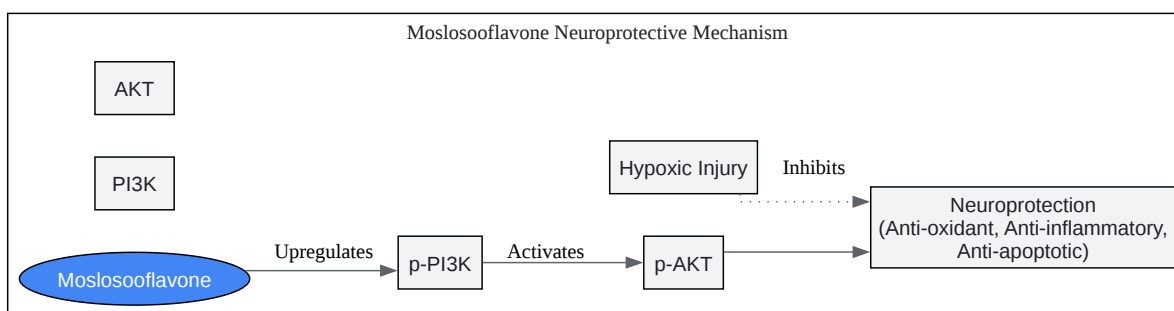 Moslosooflavone Neuroprotective Mechanism
AKT
PI3K
Hypoxic Injury
Inhibits
Neuroprotection
(Anti-oxidant, Anti-inflammatory,
Anti-apoptotic)
Moslosooflavone
Upregulates
p-PI3K
Activates
p-AKT